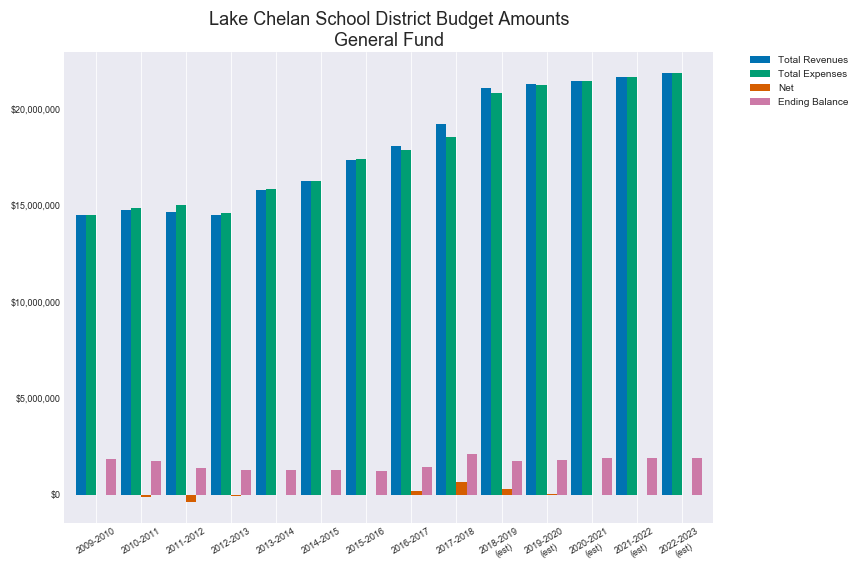 Lake Chelan School District Budget Amounts
General Fund
Total Revenues
Total Expenses
Net
Ending Balance
$20,000,000
$15,000,000
$10,000,000
$5,000,000
$0
2009-2010
2010-2011
2011-2012
2012-2013
2013-2014
2014-2015
2015-2016
2016-2017
2017-2018
2018-2019
(est)
2019-2020
(est)
2020-2021
(est)
2021-2022
(est)
2022-2023
(est)